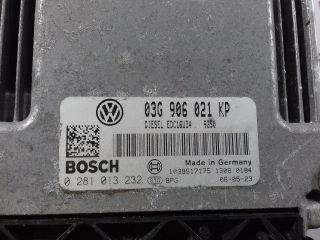 03G 906 021 KP
DIESEL EDC16U34 9250
BOSCH
Made in Germany
1039S17175 1308 0184
0 281 013 232 BPG 06-05-23